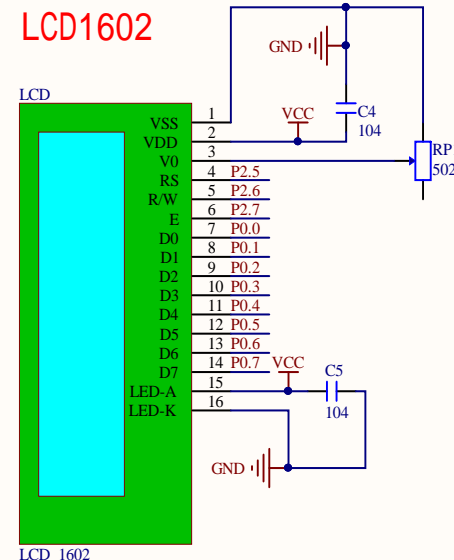 LCD1602
LCD
GND
C4
104
VCC
RP
502
VSS 1
VDD 2
V0 3
RS 4 P2.5
R/W 5 P2.6
E 6 P2.7
D0 7 P0.0
D1 8 P0.1
D2 9 P0.2
D3 10 P0.3
D4 11 P0.4
D5 12 P0.5
D6 13 P0.6
D7 14 P0.7
LED-A 15
LED-K 16
VCC
C5
104
GND
LCD 1602